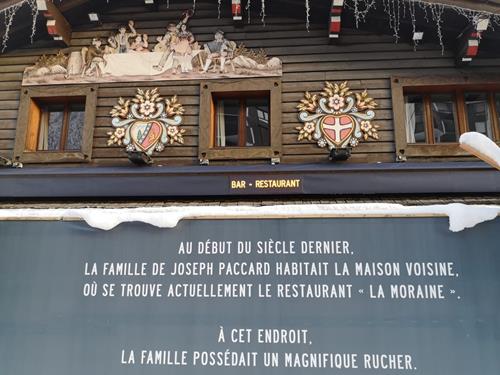 BAR - RESTAURANT
AU DÉBUT DU SIÈCLE DERNIER,
LA FAMILLE DE JOSEPH PACCARD HABITAIT LA MAISON VOISINE,
OÙ SE TROUVE ACTUELLEMENT LE RESTAURANT « LA MORAINE ».
À CET ENDROIT,
LA FAMILLE POSSÉDAIT UN MAGNIFIQUE RUCHER.